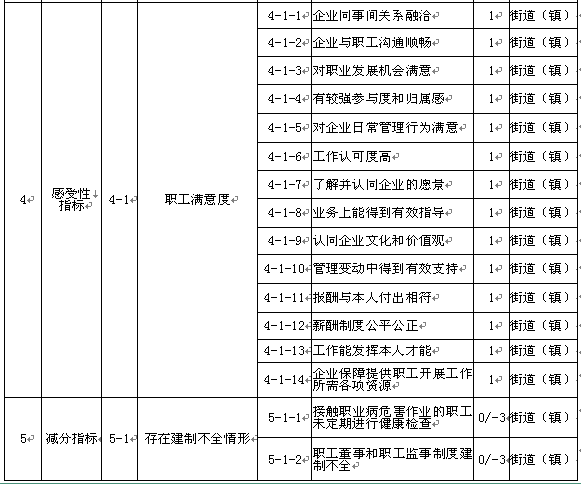 4-1-1 企业同事间关系融洽 1 街道（镇）
4-1-2 企业与职工沟通顺畅 1 街道（镇）
4-1-3 对职业发展机会满意 1 街道（镇）
4-1-4 有较强参与度和归属感 1 街道（镇）
4-1-5 对企业日常管理行为满意 1 街道（镇）
4-1-6 工作认可度高 1 街道（镇）
4 感受性
指标 4-1 职工满意度 4-1-7 了解并认同企业的愿景 1 街道（镇）
4-1-8 业务上能得到有效指导 1 街道（镇）
4-1-9 认同企业文化和价值观 1 街道（镇）
4-1-10 管理变动中得到有效支持 1 街道（镇）
4-1-11 报酬与本人付出相符 1 街道（镇）
4-1-12 薪酬制度公平公正 1 街道（镇）
4-1-13 工作能发挥本人才能 1 街道（镇）
4-1-14 企业保障提供职工开展工作
所需各项资源 1 街道（镇）
5 减分指标 5-1 存在建制不全情形 5-1-1 接触职业病危害作业的职工
未定期进行健康检查 0/-3 街道（镇）
5-1-2 职工董事和职工监事制度建
制不全 0/-3 街道（镇）